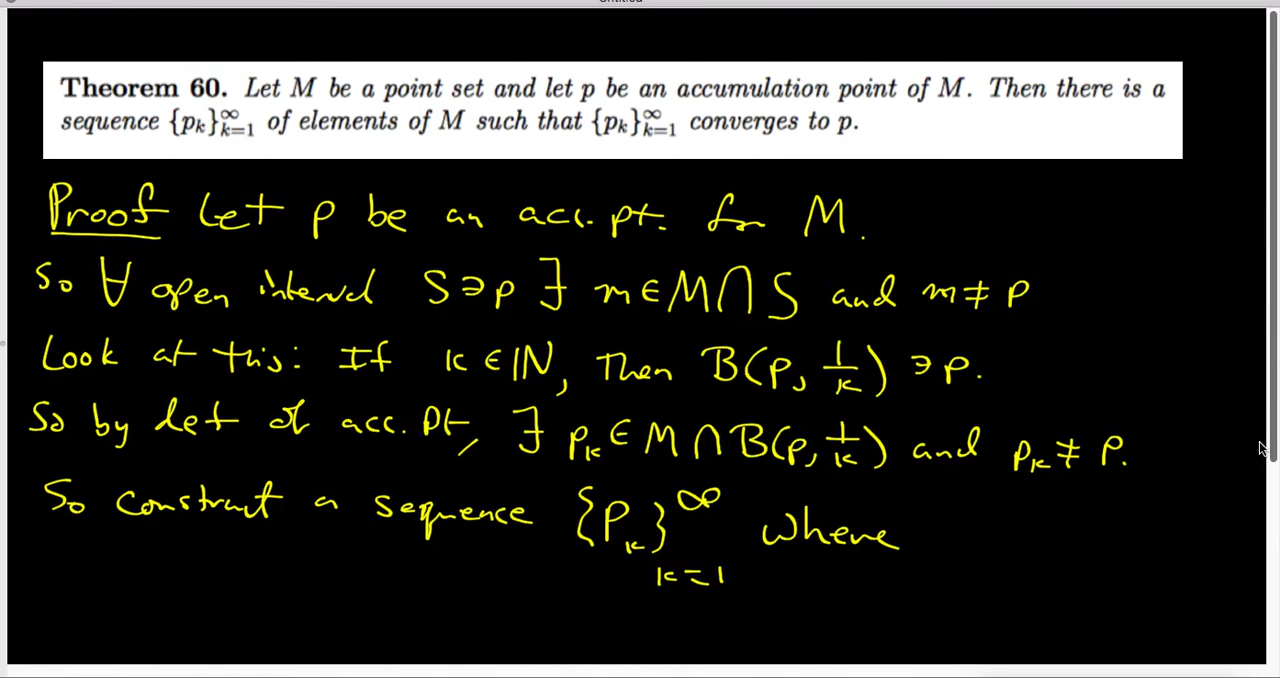 Untitled
Theorem 60. Let M be a point set and let p be an accumulation point of M. Then there is a
sequence {p_k}_{k=1}^∞ of elements of M such that {p_k}_{k=1}^∞ converges to p.
Proof Let p be an acc. pt. for M.
So ∀ open interval S∋p ∃ m∈M∩S and m≠p
Look at this: If k∈ℕ, Then B(p, 1/k) ∋p.
So by def of acc. pt, ∃ p_k∈M∩B(p, 1/k) and p_k≠p.
So construct a sequence {p_k}_{k=1}^∞ where